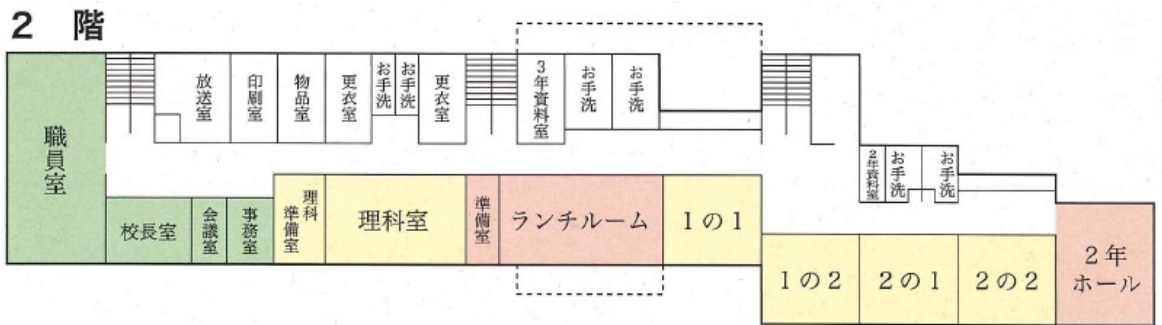 2 階
職員室
放送室
印刷室
物品室
更衣室
お手洗
お手洗
更衣室
3年資料室
お手洗
お手洗
2年資料室
お手洗
お手洗
校長室
会議室
事務室
理科
準備室
理科室
準備室
ランチルーム
1の1
1の2
2の1
2の2
2年
ホール